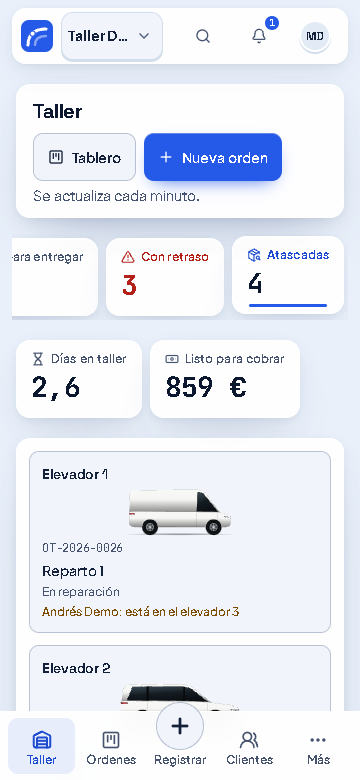 Taller D...
1
MD
Taller
Tablero
Nueva orden
Se actualiza cada minuto.
ara entregar
Con retraso
3
Atascadas
4
Días en taller
2,6
Listo para cobrar
859 €
Elevador 1
OT-2026-0026
Reparto 1
En reparación
Andrés Demo: está en el elevador 3
Elevador 2
Taller
Órdenes
Registrar
Clientes
Más